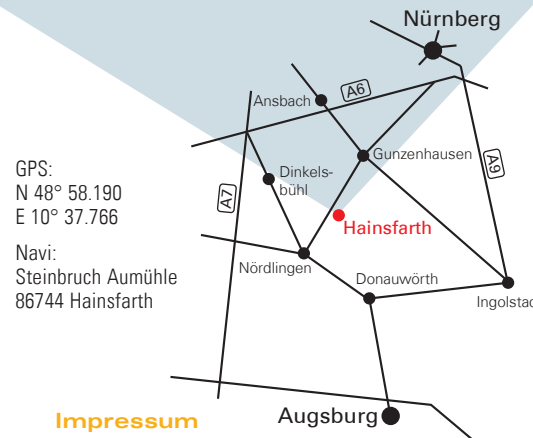 Nürnberg
A6
Ansbach
Gunzenhausen
A9
GPS:
N 48° 58.190
E 10° 37.766
Dinkels-
bühl
A7
Hainsfarth
Navi:
Steinbruch Aumühle
86744 Hainsfarth
Nördlingen
Donauwörth
Ingolstad
Impressum
Augsburg